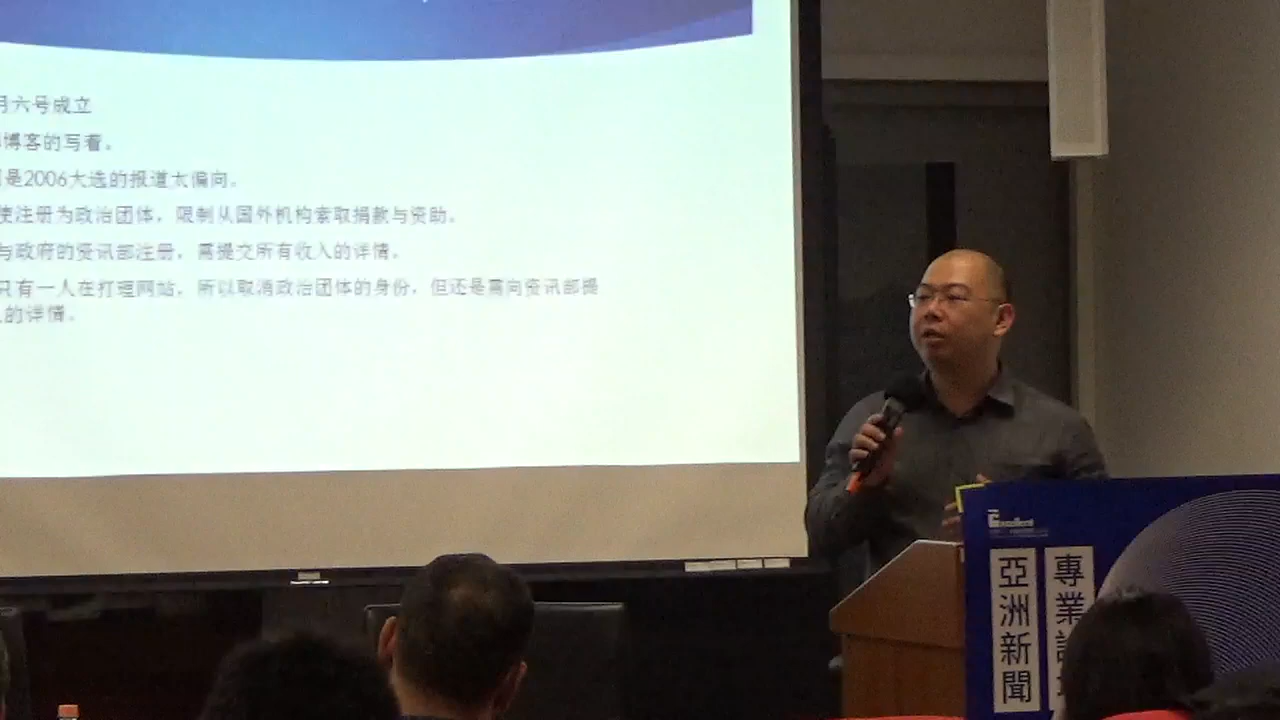 月六号成立
博客的写着。
是2006大选的报道太偏向。
使注册为政治团体，限制从国外机构索取捐款与资助。
与政府的资讯部注册，需提交所有收入的详情。
只有一人在打理网站，所以取消政治团体的身份，但还是需向资讯部提
的详情。
Excellent
亞洲新聞
專業